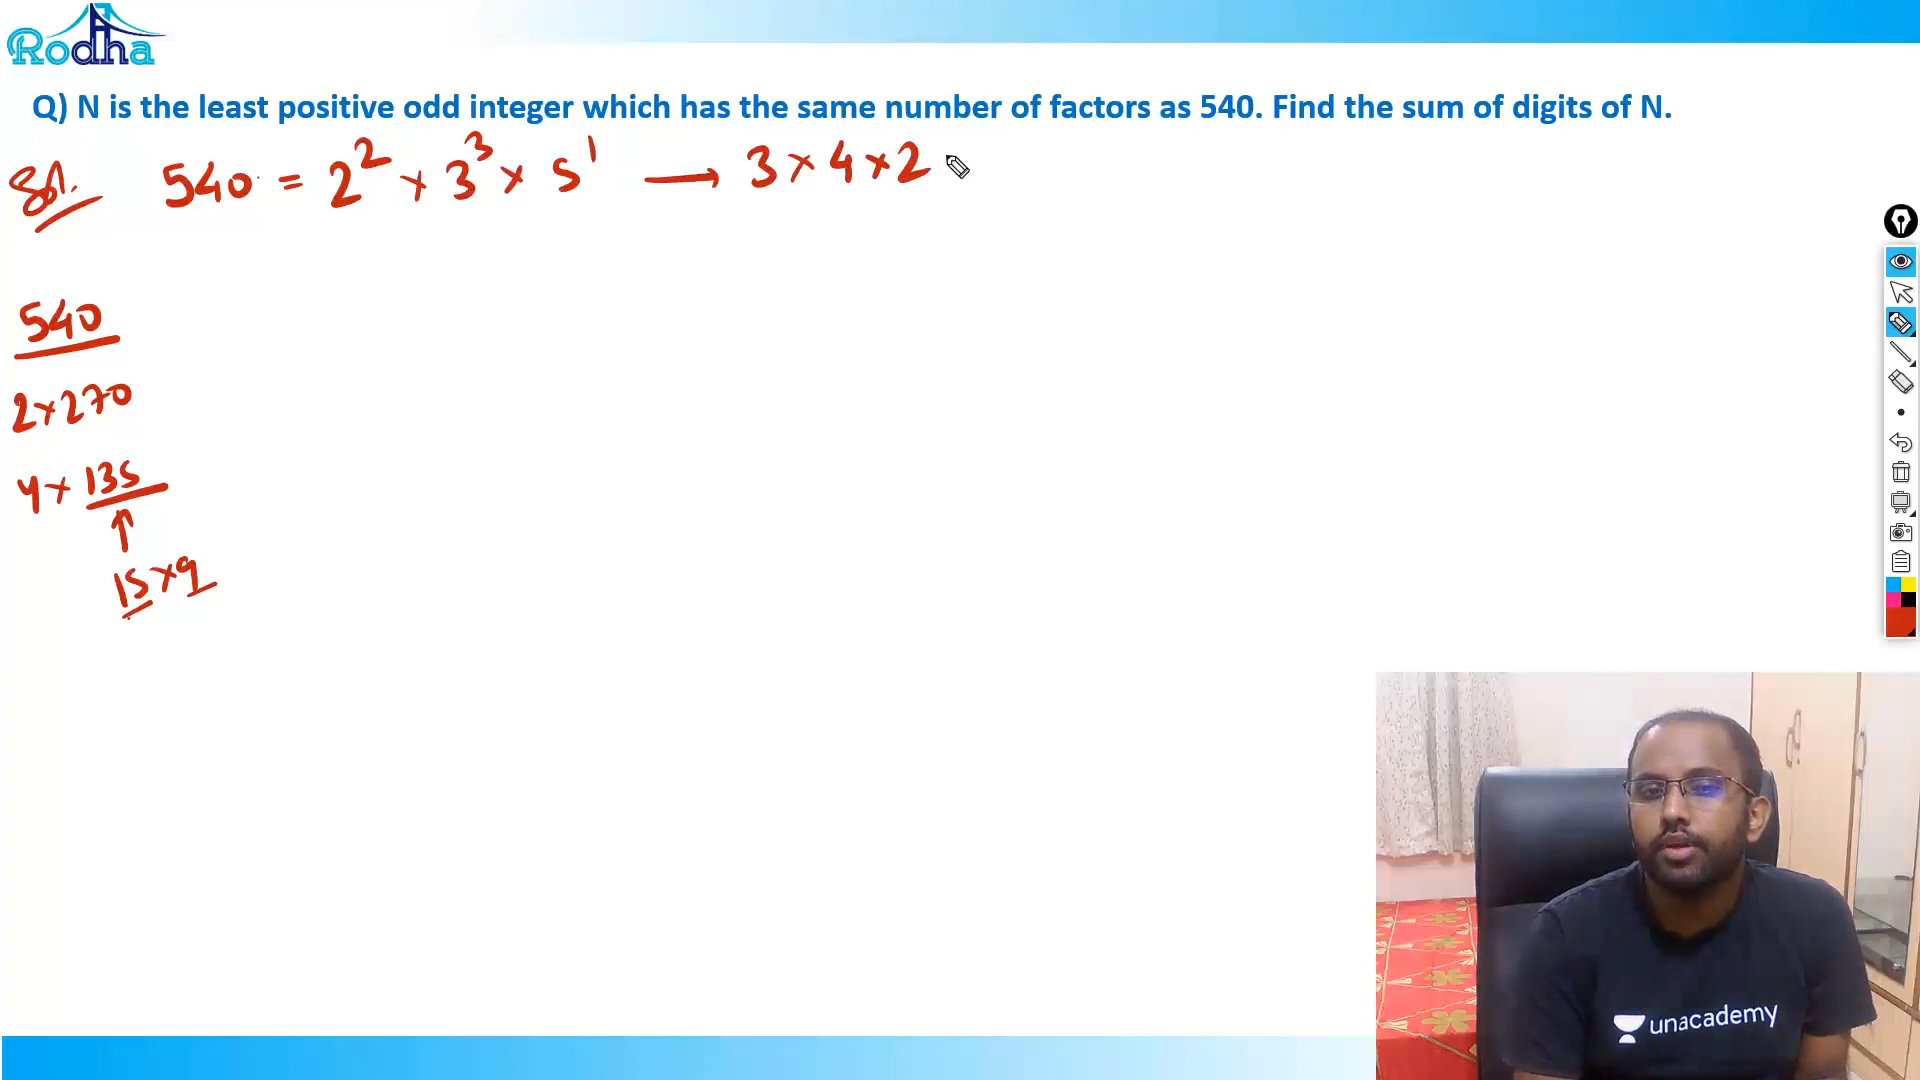 Rodha
Q) N is the least positive odd integer which has the same number of factors as 540. Find the sum of digits of N.
Sol. 540 = 2² × 3³ × 5¹ → 3 × 4 × 2
540
2×270
4× 135
↑
15×9
unacademy